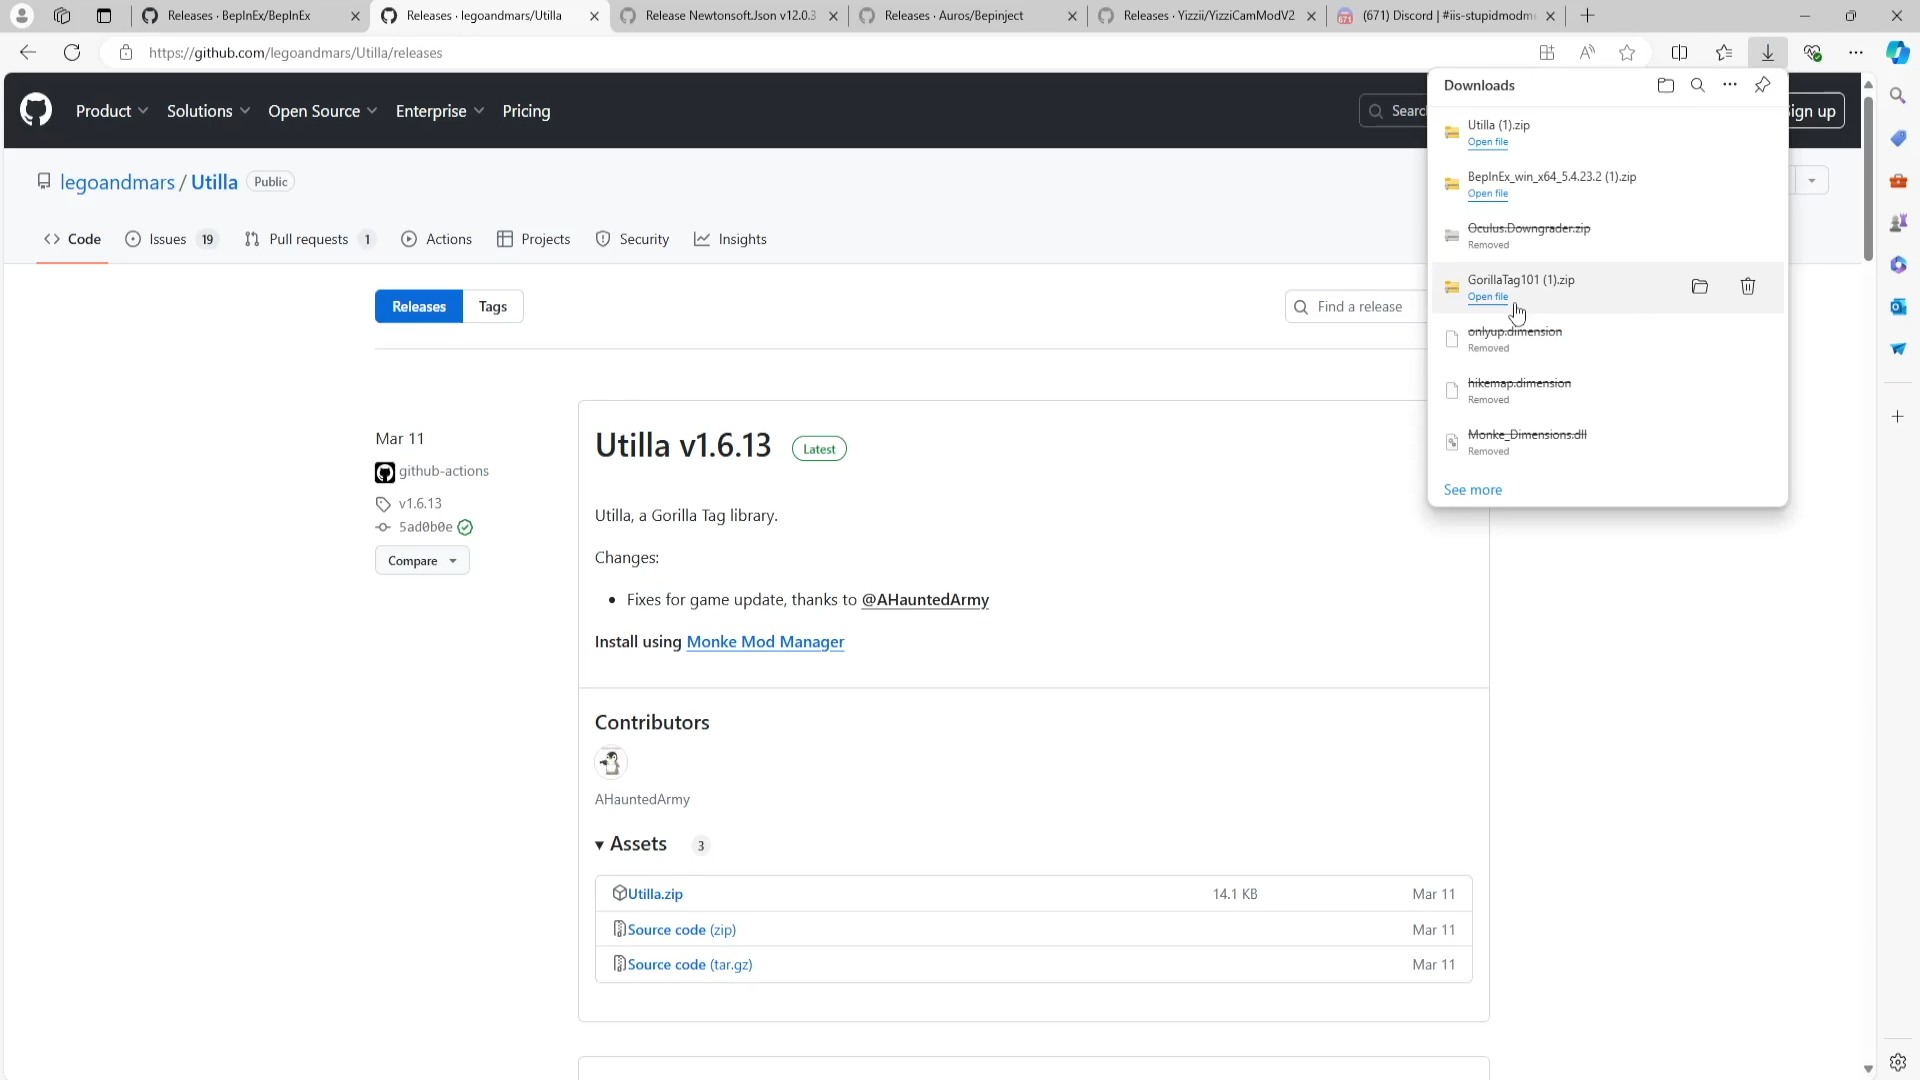 Releases · BepInEx/BepInEx
Releases · legoandmars/Utilla
Release Newtonsoft.Json v12.0.3
Releases · Auros/Bepinject
Releases · Yizzii/YizziCamModV2
(671) Discord | #iis-stupidmodm
https://github.com/legoandmars/Utilla/releases
Product
Solutions
Open Source
Enterprise
Pricing
Search
Sign up
legoandmars / Utilla
Public
Code
Issues 19
Pull requests 1
Actions
Projects
Security
Insights
Downloads
Utilla (1).zip
Open file
BepInEx_win_x64_5.4.23.2 (1).zip
Open file
Oculus.Downgrader.zip
Removed
GorillaTag101 (1).zip
Open file
onlyup.dimension
Removed
hikemap.dimension
Removed
Monke_Dimensions.dll
Removed
See more
Releases
Tags
Find a release
Mar 11
github-actions
v1.6.13
5ad0b0e
Compare
Utilla v1.6.13
Latest
Utilla, a Gorilla Tag library.
Changes:
• Fixes for game update, thanks to @AHauntedArmy
Install using Monke Mod Manager
Contributors
AHauntedArmy
Assets 3
Utilla.zip 14.1 KB Mar 11
Source code (zip) Mar 11
Source code (tar.gz) Mar 11